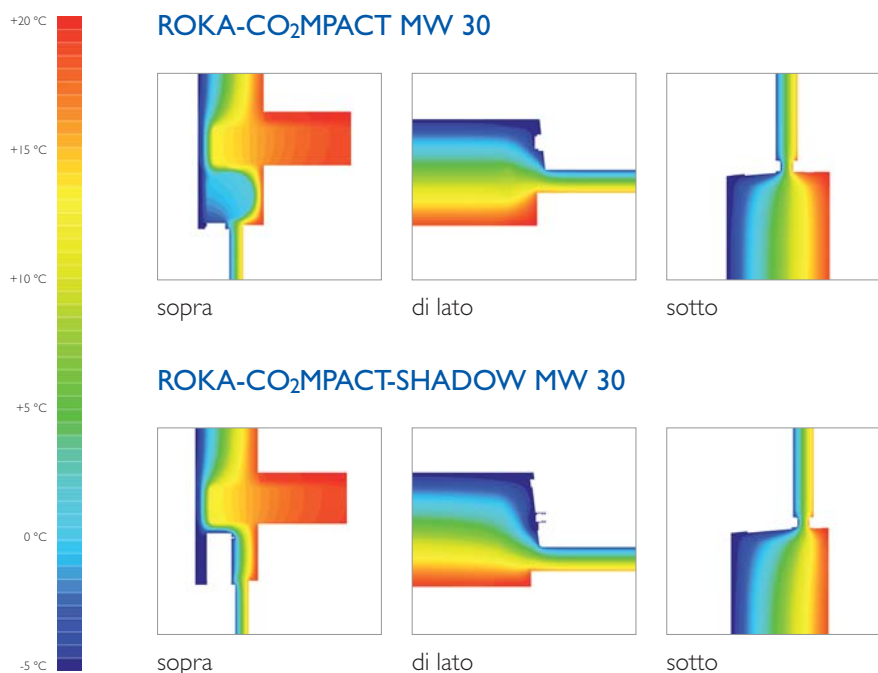 +20 °C
+15 °C
+10 °C
+5 °C
0 °C
-5 °C
ROKA-CO₂MPACT MW 30
sopra
di lato
sotto
ROKA-CO₂MPACT-SHADOW MW 30
sopra
di lato
sotto